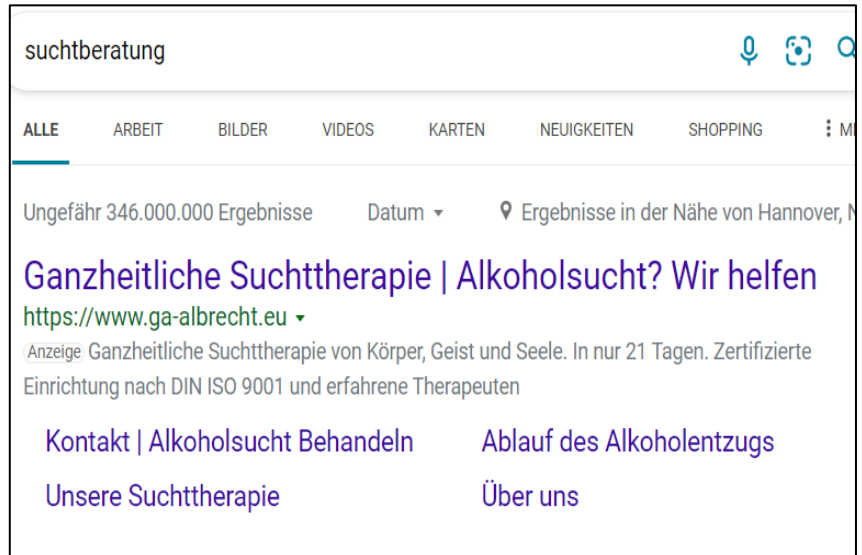 suchtberatung
ALLE ARBEIT BILDER VIDEOS KARTEN NEUIGKEITEN SHOPPING
Ungefähr 346.000.000 Ergebnisse Datum Ergebnisse in der Nähe von Hannover,
Ganzheitliche Suchttherapie | Alkoholsucht? Wir helfen
https://www.ga-albrecht.eu
Anzeige Ganzheitliche Suchttherapie von Körper, Geist und Seele. In nur 21 Tagen. Zertifizierte
Einrichtung nach DIN ISO 9001 und erfahrene Therapeuten
Kontakt | Alkoholsucht Behandeln Ablauf des Alkoholentzugs
Unsere Suchttherapie Über uns